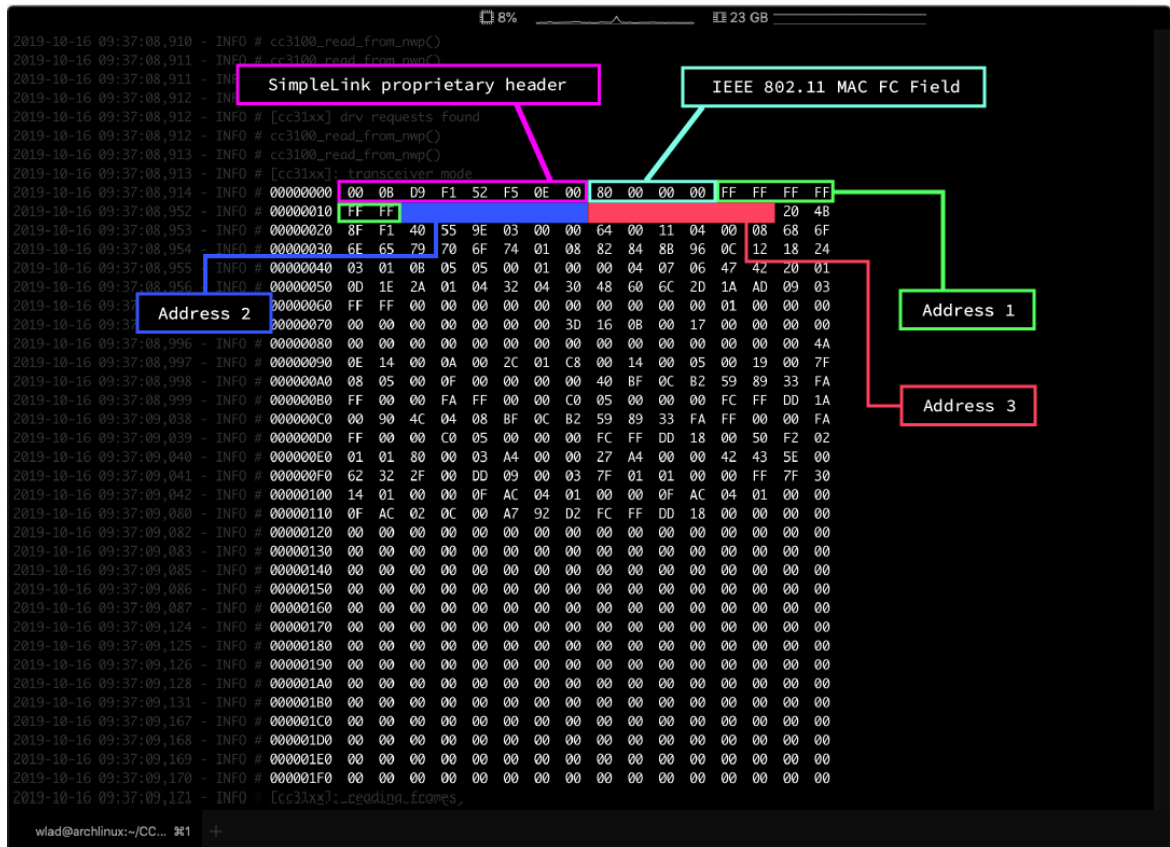 8% 23 GB
2019-10-16 09:37:08,910 - INFO # cc3100_read_from_nwp()
2019-10-16 09:37:08,911 - INFO # cc3100_read_from_nwp()
2019-10-16 09:37:08,911 - INF
SimpleLink proprietary header
IEEE 802.11 MAC FC Field
2019-10-16 09:37:08,912 - INF
2019-10-16 09:37:08,912 - INFO # [cc31xx] drv requests found
2019-10-16 09:37:08,912 - INFO # cc3100_read_from_nwp()
2019-10-16 09:37:08,913 - INFO # cc3100_read_from_nwp()
2019-10-16 09:37:08,913 - INFO # [cc31xx]: transceiver mode
2019-10-16 09:37:08,914 - INFO # 00000000 00 0B D9 F1 52 F5 0E 00 80 00 00 00 FF FF FF FF
2019-10-16 09:37:08,952 - INFO # 00000010 FF FF 20 4B
2019-10-16 09:37:08,953 - INFO # 00000020 8F F1 40 55 9E 03 00 00 64 00 11 04 00 08 68 6F
2019-10-16 09:37:08,954 - INFO # 00000030 6E 65 79 70 6F 74 01 08 82 84 8B 96 0C 12 18 24
2019-10-16 09:37:08,955 - INFO # 00000040 03 01 0B 05 05 00 01 00 00 04 07 06 47 42 20 01
2019-10-16 09:37:08,956 - INFO # 00000050 0D 1E 2A 01 04 32 04 30 48 60 6C 2D 1A AD 09 03
Address 2
Address 1
2019-10-16 09:37: # 00000060 FF FF 00 00 00 00 00 00 00 00 00 00 01 00 00 00
2019-10-16 09:37: # 00000070 00 00 00 00 00 00 00 3D 16 0B 00 17 00 00 00 00
2019-10-16 09:37:08,996 - INFO # 00000080 00 00 00 00 00 00 00 00 00 00 00 00 00 00 00 4A
2019-10-16 09:37:08,997 - INFO # 00000090 0E 14 00 0A 00 2C 01 C8 00 14 00 05 00 19 00 7F
2019-10-16 09:37:08,998 - INFO # 000000A0 08 05 00 0F 00 00 00 00 40 BF 0C B2 59 89 33 FA
2019-10-16 09:37:08,999 - INFO # 000000B0 FF 00 00 FA FF 00 00 C0 05 00 00 00 FC FF DD 1A
Address 3
2019-10-16 09:37:09,038 - INFO # 000000C0 00 90 4C 04 08 BF 0C B2 59 89 33 FA FF 00 00 FA
2019-10-16 09:37:09,039 - INFO # 000000D0 FF 00 00 C0 05 00 00 00 FC FF DD 18 00 50 F2 02
2019-10-16 09:37:09,040 - INFO # 000000E0 01 01 80 00 03 A4 00 00 27 A4 00 00 42 43 5E 00
2019-10-16 09:37:09,041 - INFO # 000000F0 62 32 2F 00 DD 09 00 03 7F 01 01 00 00 FF 7F 30
2019-10-16 09:37:09,042 - INFO # 00000100 14 01 00 00 0F AC 04 01 00 00 0F AC 04 01 00 00
2019-10-16 09:37:09,080 - INFO # 00000110 0F AC 02 0C 00 A7 92 D2 FC FF DD 18 00 00 00 00
2019-10-16 09:37:09,082 - INFO # 00000120 00 00 00 00 00 00 00 00 00 00 00 00 00 00 00 00
2019-10-16 09:37:09,083 - INFO # 00000130 00 00 00 00 00 00 00 00 00 00 00 00 00 00 00 00
2019-10-16 09:37:09,085 - INFO # 00000140 00 00 00 00 00 00 00 00 00 00 00 00 00 00 00 00
2019-10-16 09:37:09,086 - INFO # 00000150 00 00 00 00 00 00 00 00 00 00 00 00 00 00 00 00
2019-10-16 09:37:09,087 - INFO # 00000160 00 00 00 00 00 00 00 00 00 00 00 00 00 00 00 00
2019-10-16 09:37:09,124 - INFO # 00000170 00 00 00 00 00 00 00 00 00 00 00 00 00 00 00 00
2019-10-16 09:37:09,125 - INFO # 00000180 00 00 00 00 00 00 00 00 00 00 00 00 00 00 00 00
2019-10-16 09:37:09,126 - INFO # 00000190 00 00 00 00 00 00 00 00 00 00 00 00 00 00 00 00
2019-10-16 09:37:09,128 - INFO # 000001A0 00 00 00 00 00 00 00 00 00 00 00 00 00 00 00 00
2019-10-16 09:37:09,131 - INFO # 000001B0 00 00 00 00 00 00 00 00 00 00 00 00 00 00 00 00
2019-10-16 09:37:09,167 - INFO # 000001C0 00 00 00 00 00 00 00 00 00 00 00 00 00 00 00 00
2019-10-16 09:37:09,168 - INFO # 000001D0 00 00 00 00 00 00 00 00 00 00 00 00 00 00 00 00
2019-10-16 09:37:09,169 - INFO # 000001E0 00 00 00 00 00 00 00 00 00 00 00 00 00 00 00 00
2019-10-16 09:37:09,170 - INFO # 000001F0 00 00 00 00 00 00 00 00 00 00 00 00 00 00 00 00
2019-10-16 09:37:09,171 - INFO # [cc31xx]: reading frames
wlad@archlinux:~/CC... ⌘1 +